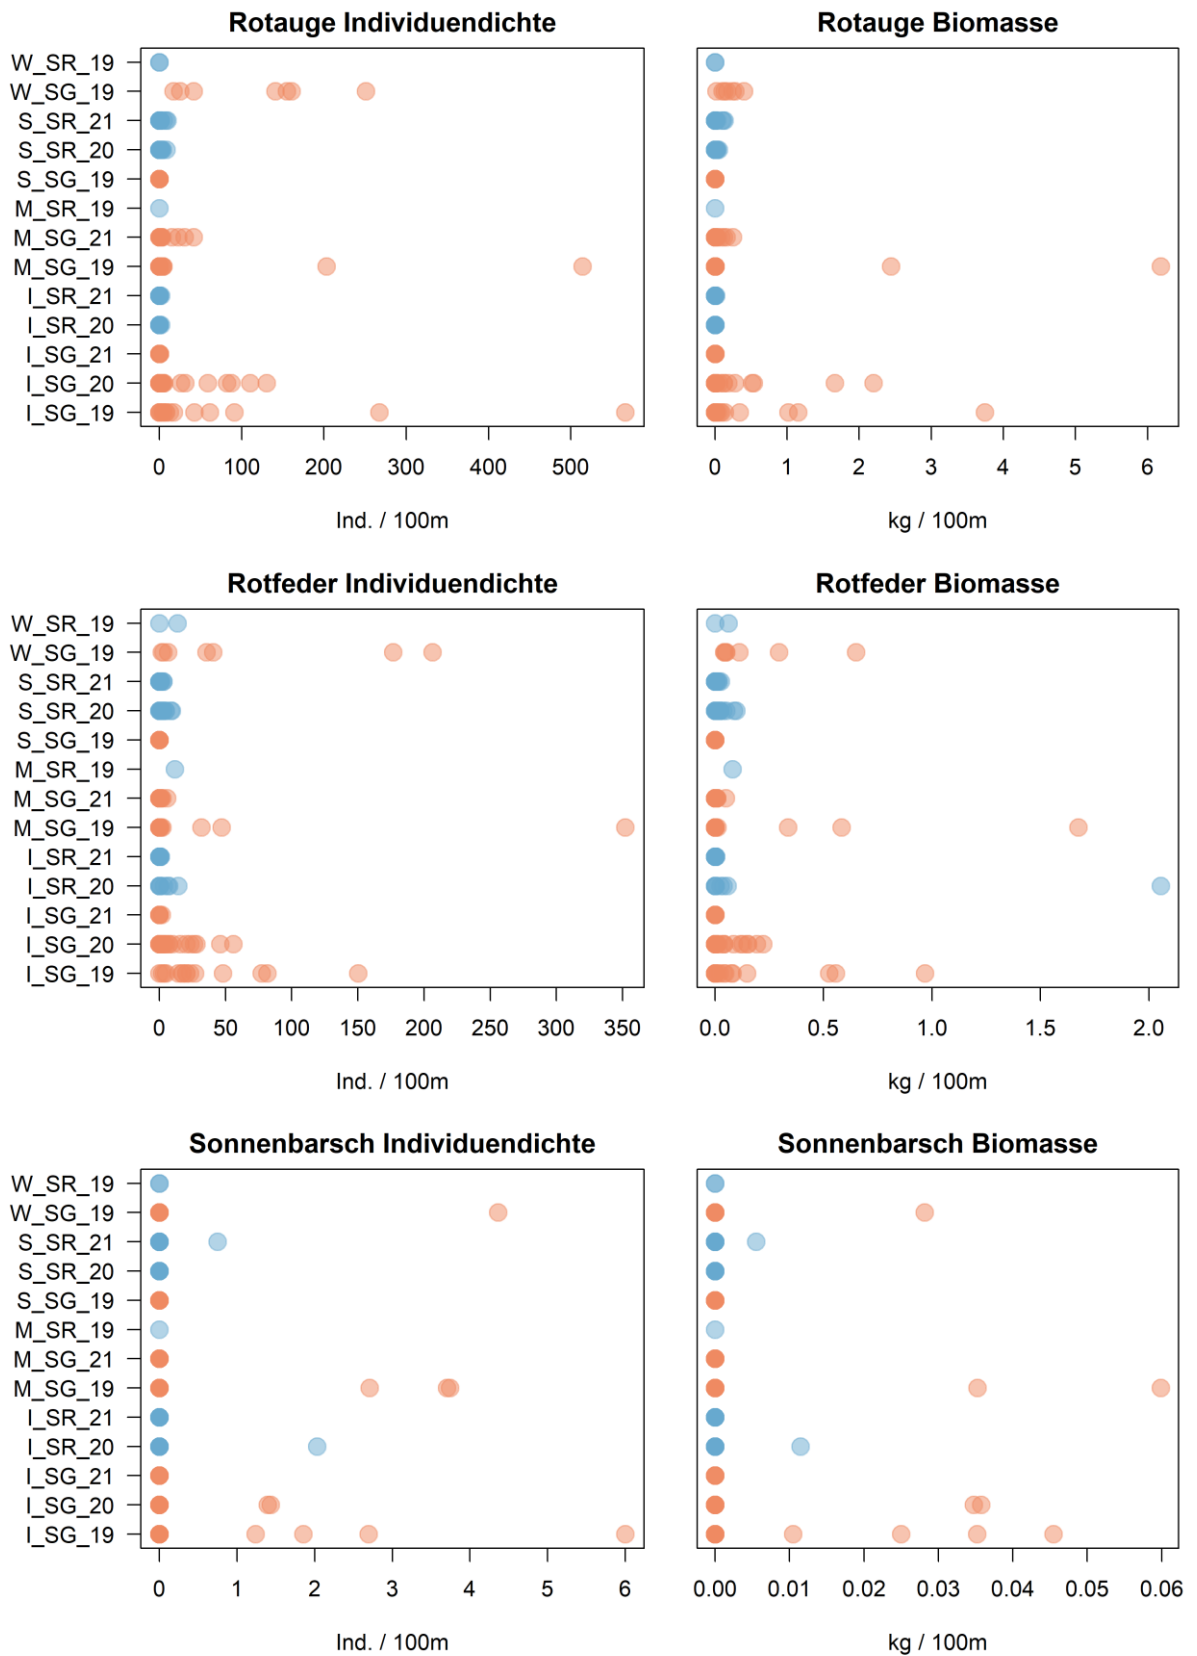 Rotauge Individuendichte
Rotauge Biomasse
W_SR_19
W_SG_19
S_SR_21
S_SR_20
S_SG_19
M_SR_19
M_SG_21
M_SG_19
I_SR_21
I_SR_20
I_SG_21
I_SG_20
I_SG_19
0 100 200 300 400 500
0 1 2 3 4 5 6
Ind. / 100m
kg / 100m
Rotfeder Individuendichte
Rotfeder Biomasse
W_SR_19
W_SG_19
S_SR_21
S_SR_20
S_SG_19
M_SR_19
M_SG_21
M_SG_19
I_SR_21
I_SR_20
I_SG_21
I_SG_20
I_SG_19
0 50 100 150 200 250 300 350
0.0 0.5 1.0 1.5 2.0
Ind. / 100m
kg / 100m
Sonnenbarsch Individuendichte
Sonnenbarsch Biomasse
W_SR_19
W_SG_19
S_SR_21
S_SR_20
S_SG_19
M_SR_19
M_SG_21
M_SG_19
I_SR_21
I_SR_20
I_SG_21
I_SG_20
I_SG_19
0 1 2 3 4 5 6
0.00 0.01 0.02 0.03 0.04 0.05 0.06
Ind. / 100m
kg / 100m